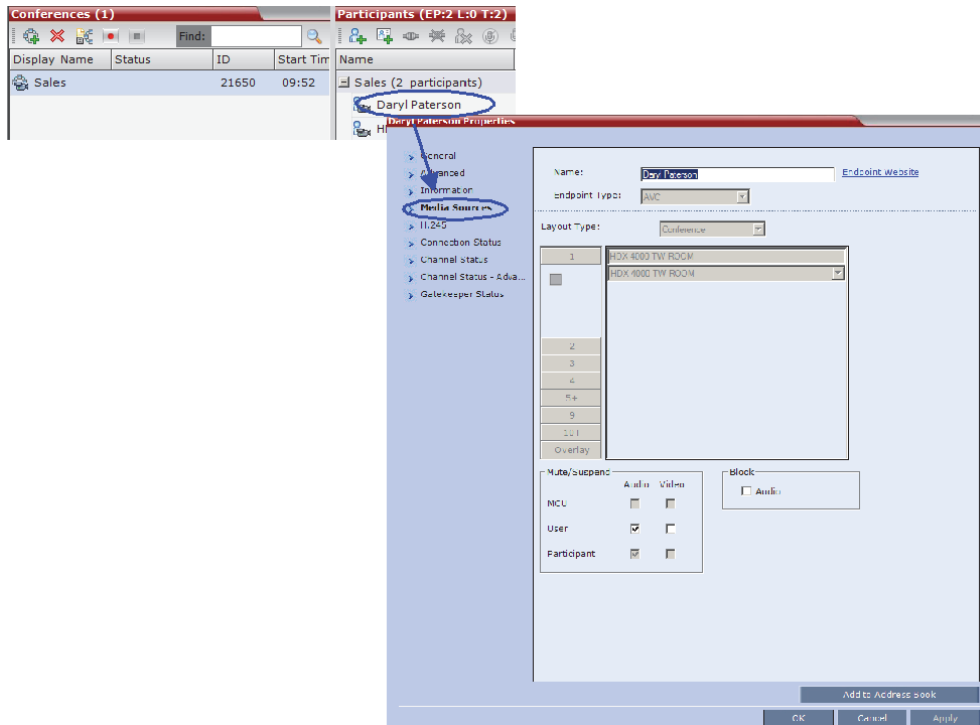 Conferences (1)
Find:
Display Name Status ID Start Tim
Sales 21650 09:52
Participants (EP:2 L:0 T:2)
Name
Sales (2 participants)
Daryl Paterson
Daryl Paterson Properties
General
Advanced
Information
Media Sources
H.245
Connection Status
Channel Status
Channel Status - Adva...
Gatekeeper Status
Name: Daryl Paterson Endpoint Website
Endpoint Type: AVC
Layout Type: Conference
1 HDX 4000 TW ROOM
HDX 4000 TW ROOM
2
3
4
5+
9
10+
Overlay
Mute/Suspend
Audio Video
MCU
User
Participant
Block
Audio
Add to Address Book
OK Cancel Apply